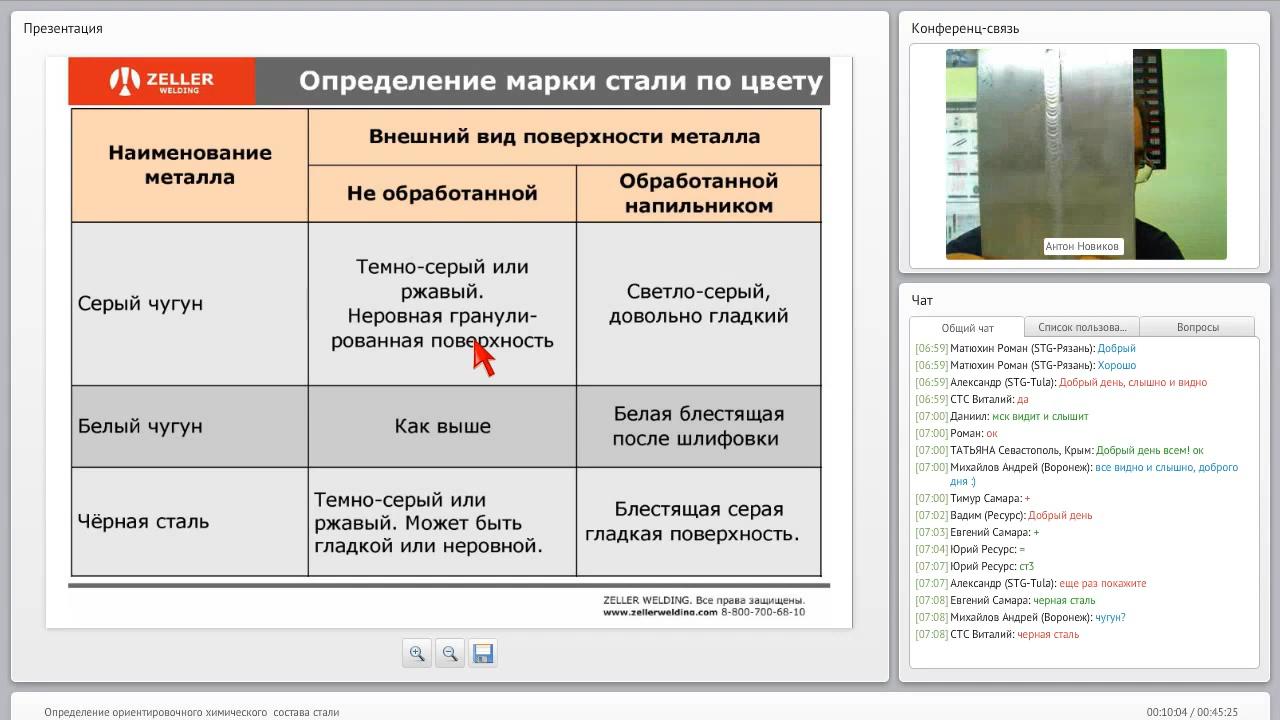 Презентация
ZELLER
WELDING
Определение марки стали по цвету
Наименование
металла
Внешний вид поверхности металла
Не обработанной
Обработанной
напильником
Серый чугун
Темно-серый или
ржавый.
Неровная гранули-
рованная поверхность
Светло-серый,
довольно гладкий
Белый чугун
Как выше
Белая блестящая
после шлифовки
Чёрная сталь
Темно-серый или
ржавый. Может быть
гладкой или неровной.
Блестящая серая
гладкая поверхность.
ZELLER WELDING. Все права защищены.
www.zellerwelding.com 8-800-700-68-10
Конференц-связь
Антон Новиков
Чат
Общий чат
Список пользова...
Вопросы
[06:59] Матюхин Роман (STG-Рязань): Добрый
[06:59] Матюхин Роман (STG-Рязань): Хорошо
[06:59] Александр (STG-Tula): Добрый день, слышно и видно
[06:59] СТС Виталий: да
[07:00] Даниил: мск видит и слышит
[07:00] Роман: ок
[07:00] ТАТЬЯНА Севастополь, Крым: Добрый день всем! ок
[07:00] Михайлов Андрей (Воронеж): все видно и слышно, доброго
дня :)
[07:00] Тимур Самара: +
[07:02] Вадим (Ресурс): Добрый день
[07:03] Евгений Самара: +
[07:04] Юрий Ресурс: =
[07:07] Юрий Ресурс: ст3
[07:07] Александр (STG-Tula): еще раз покажите
[07:08] Евгений Самара: черная сталь
[07:08] Михайлов Андрей (Воронеж): чугун?
[07:08] СТС Виталий: черная сталь
Определение ориентировочного химического состава стали
00:10:04 / 00:45:25